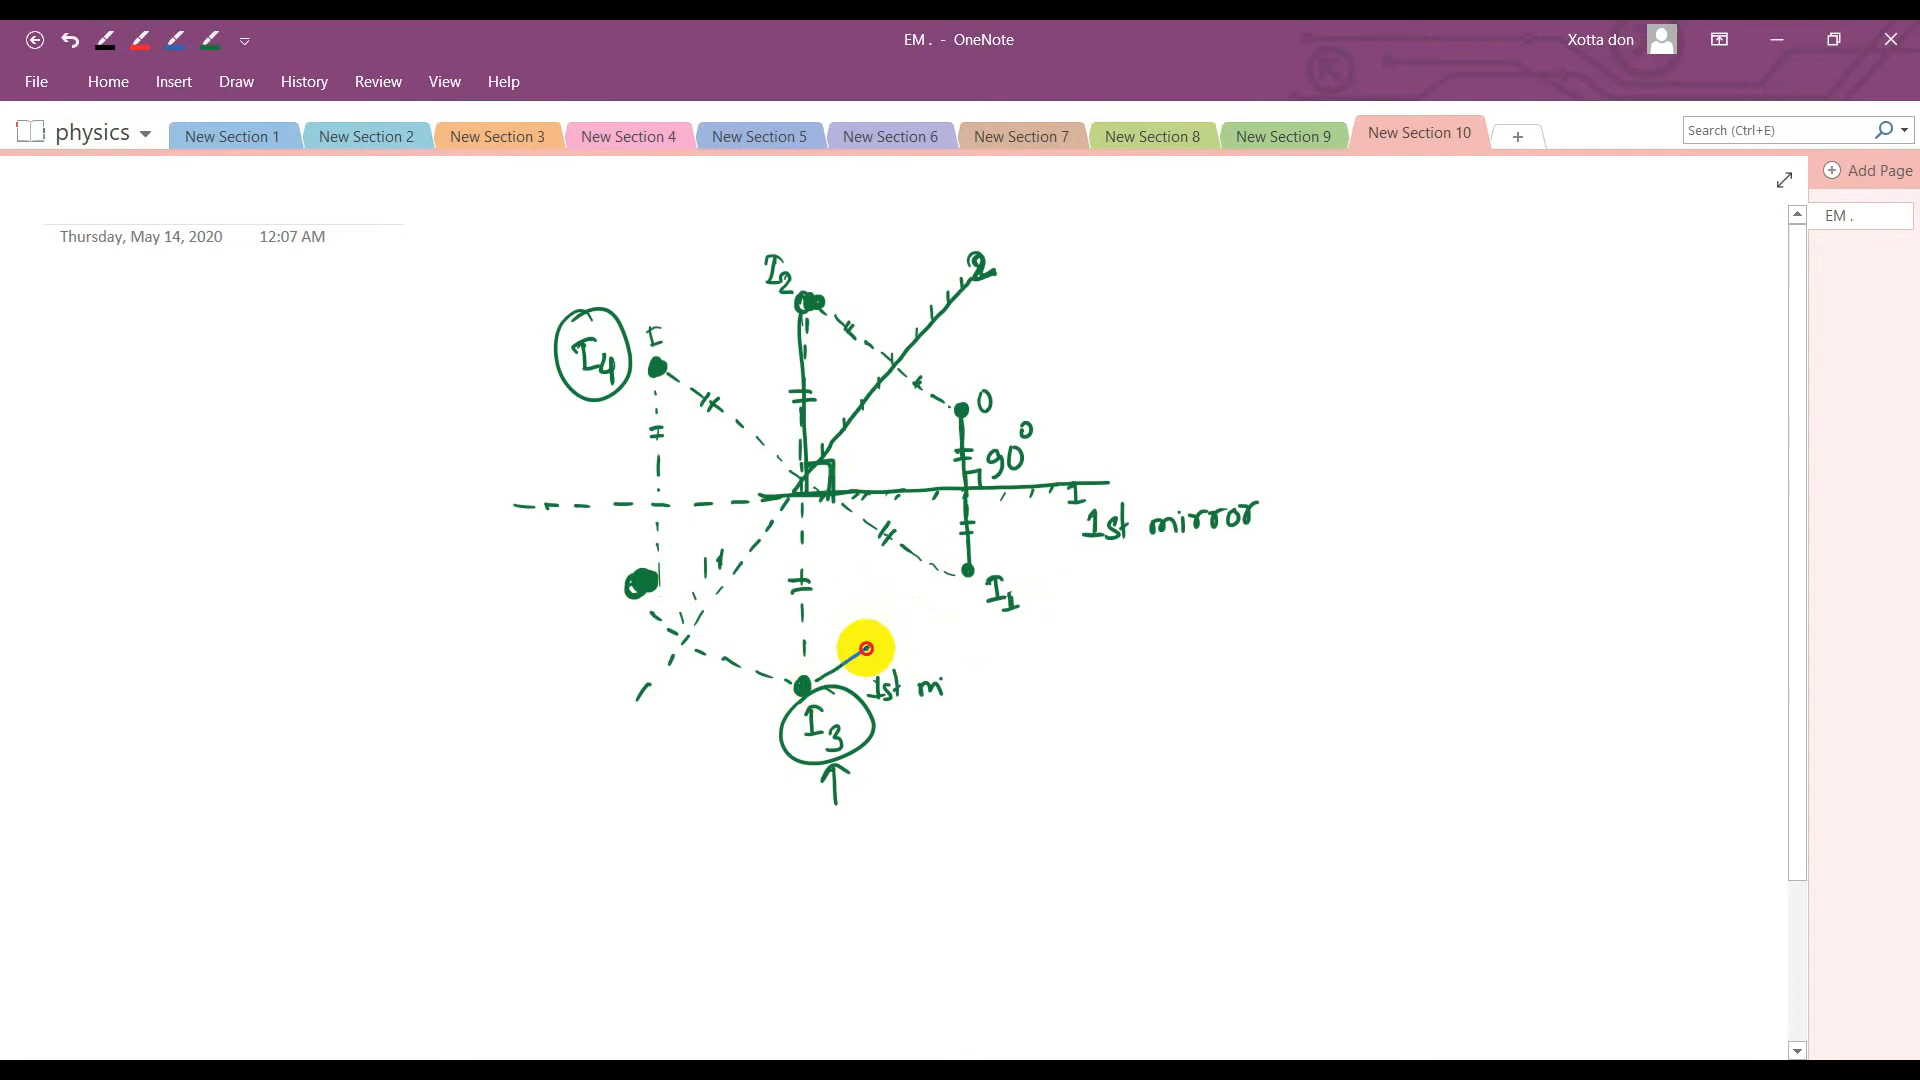 EM . - OneNote
Xotta don
File Home Insert Draw History Review View Help
physics
New Section 1 New Section 2 New Section 3 New Section 4 New Section 5 New Section 6 New Section 7 New Section 8 New Section 9 New Section 10
Search (Ctrl+E)
Add Page
EM .
Thursday, May 14, 2020 12:07 AM
I2
2
I
I4
O
90°
I
1st mirror
I1
1st mi
I3